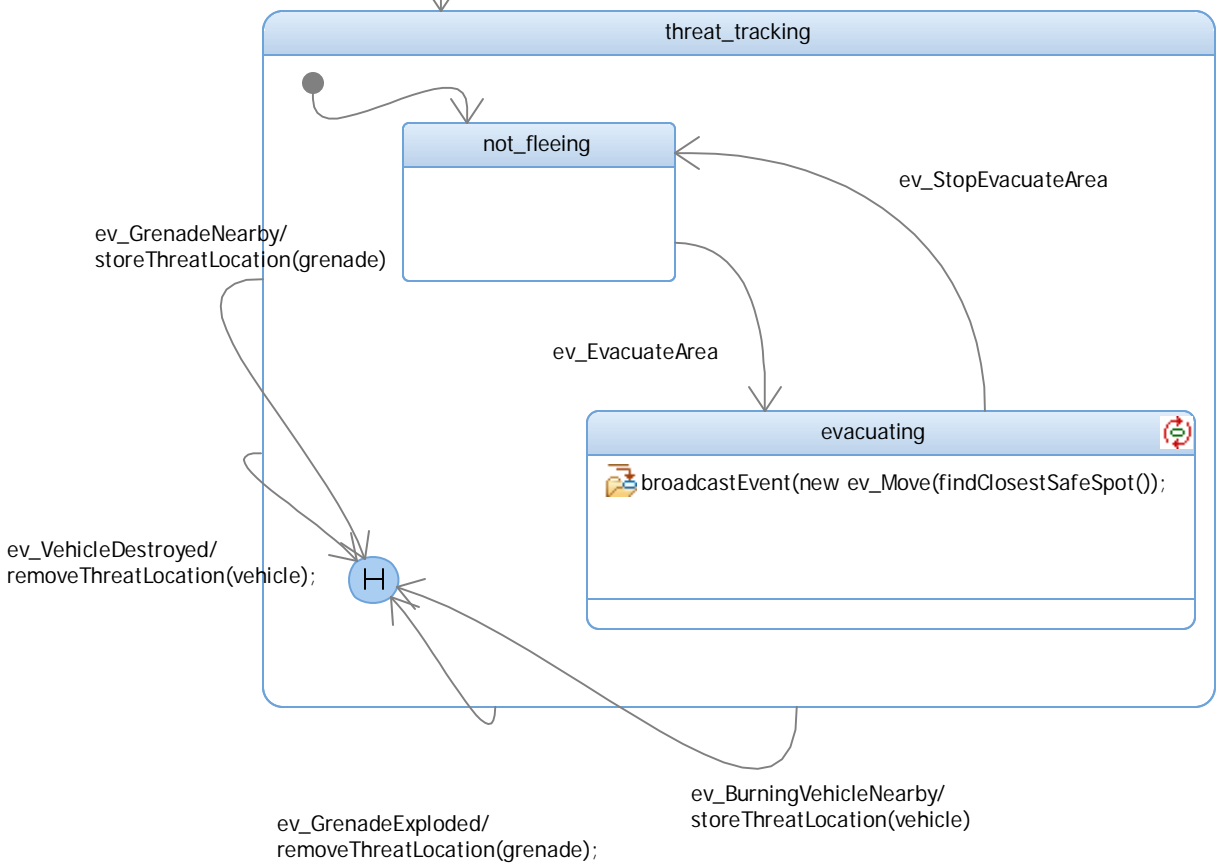 threat_tracking
not_fleeing
ev_StopEvacuateArea
ev_GrenadeNearby/
storeThreatLocation(grenade)
ev_EvacuateArea
evacuating
broadcastEvent(new ev_Move(findClosestSafeSpot());
ev_VehicleDestroyed/
removeThreatLocation(vehicle);
H
ev_BurningVehicleNearby/
storeThreatLocation(vehicle)
ev_GrenadeExploded/
removeThreatLocation(grenade);